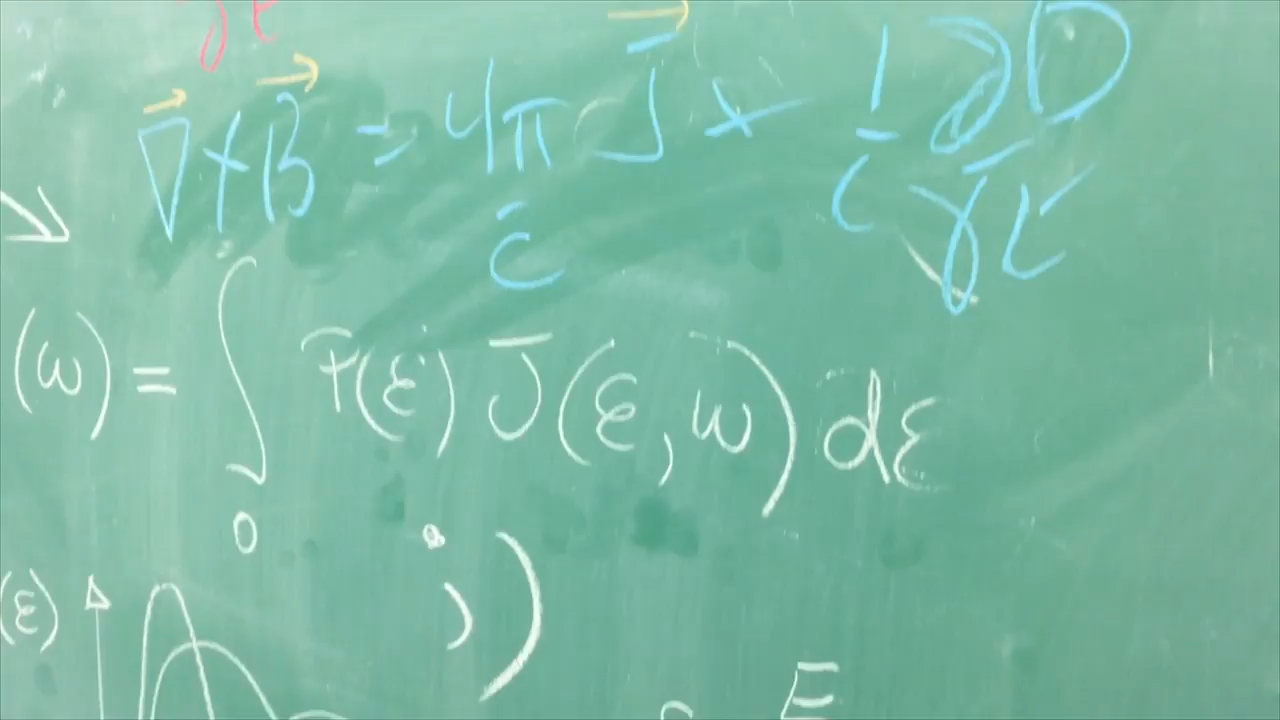 ∂t
∇⃗ × B⃗ = 4π/c J⃗ + 1/c ∂D/∂t
(ω) = ∫₀ P(ε) J(ε, ω) dε
(ε)
) )
E